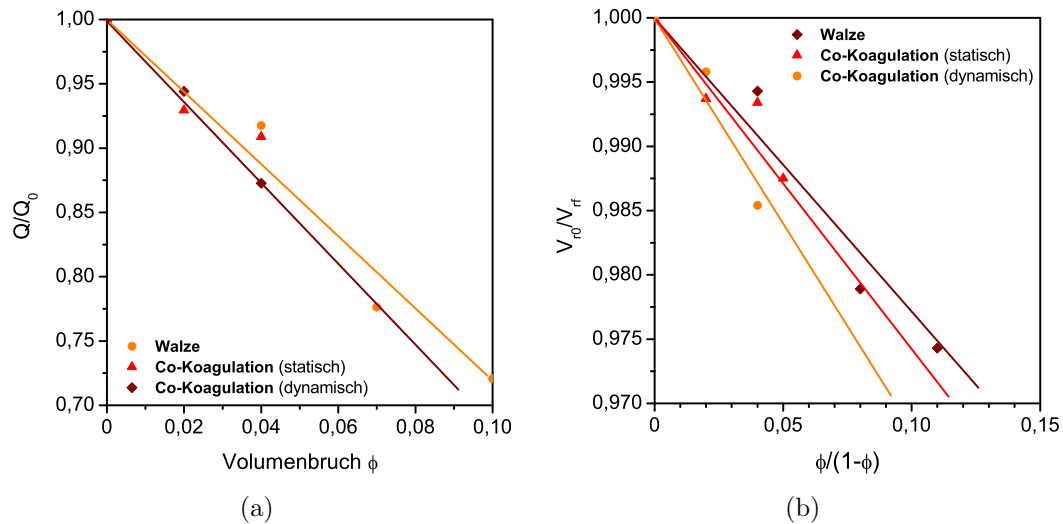 1,00
0,95
0,90
0,85
0,80
0,75
0,70
Q/Q0
0
0,02
0,04
0,06
0,08
0,10
Volumenbruch ϕ
Walze
Co-Koagulation (statisch)
Co-Koagulation (dynamisch)
(a)
1,000
0,995
0,990
0,985
0,980
0,975
0,970
Vr0/Vrf
0
0,05
0,10
0,15
ϕ/(1-ϕ)
Walze
Co-Koagulation (statisch)
Co-Koagulation (dynamisch)
(b)